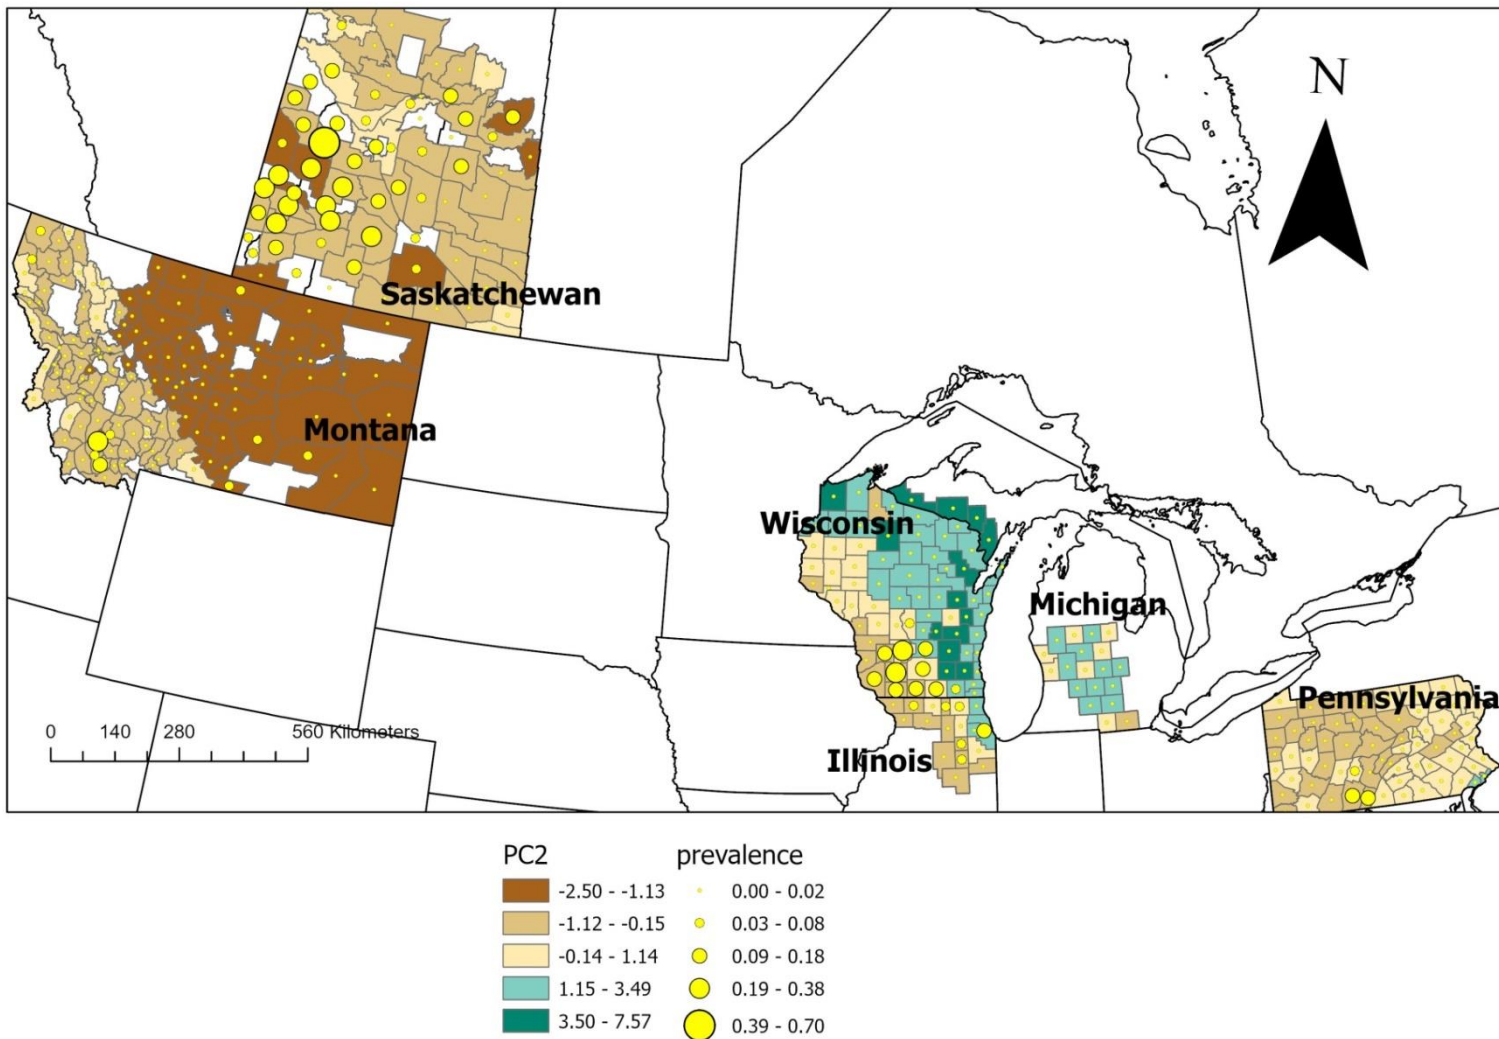 N
Saskatchewan
Montana
Wisconsin
Michigan
Pennsylvania
Illinois
0 140 280 560 Kilometers
PC2 prevalence
-2.50 - -1.13 0.00 - 0.02
-1.12 - -0.15 0.03 - 0.08
-0.14 - 1.14 0.09 - 0.18
1.15 - 3.49 0.19 - 0.38
3.50 - 7.57 0.39 - 0.70